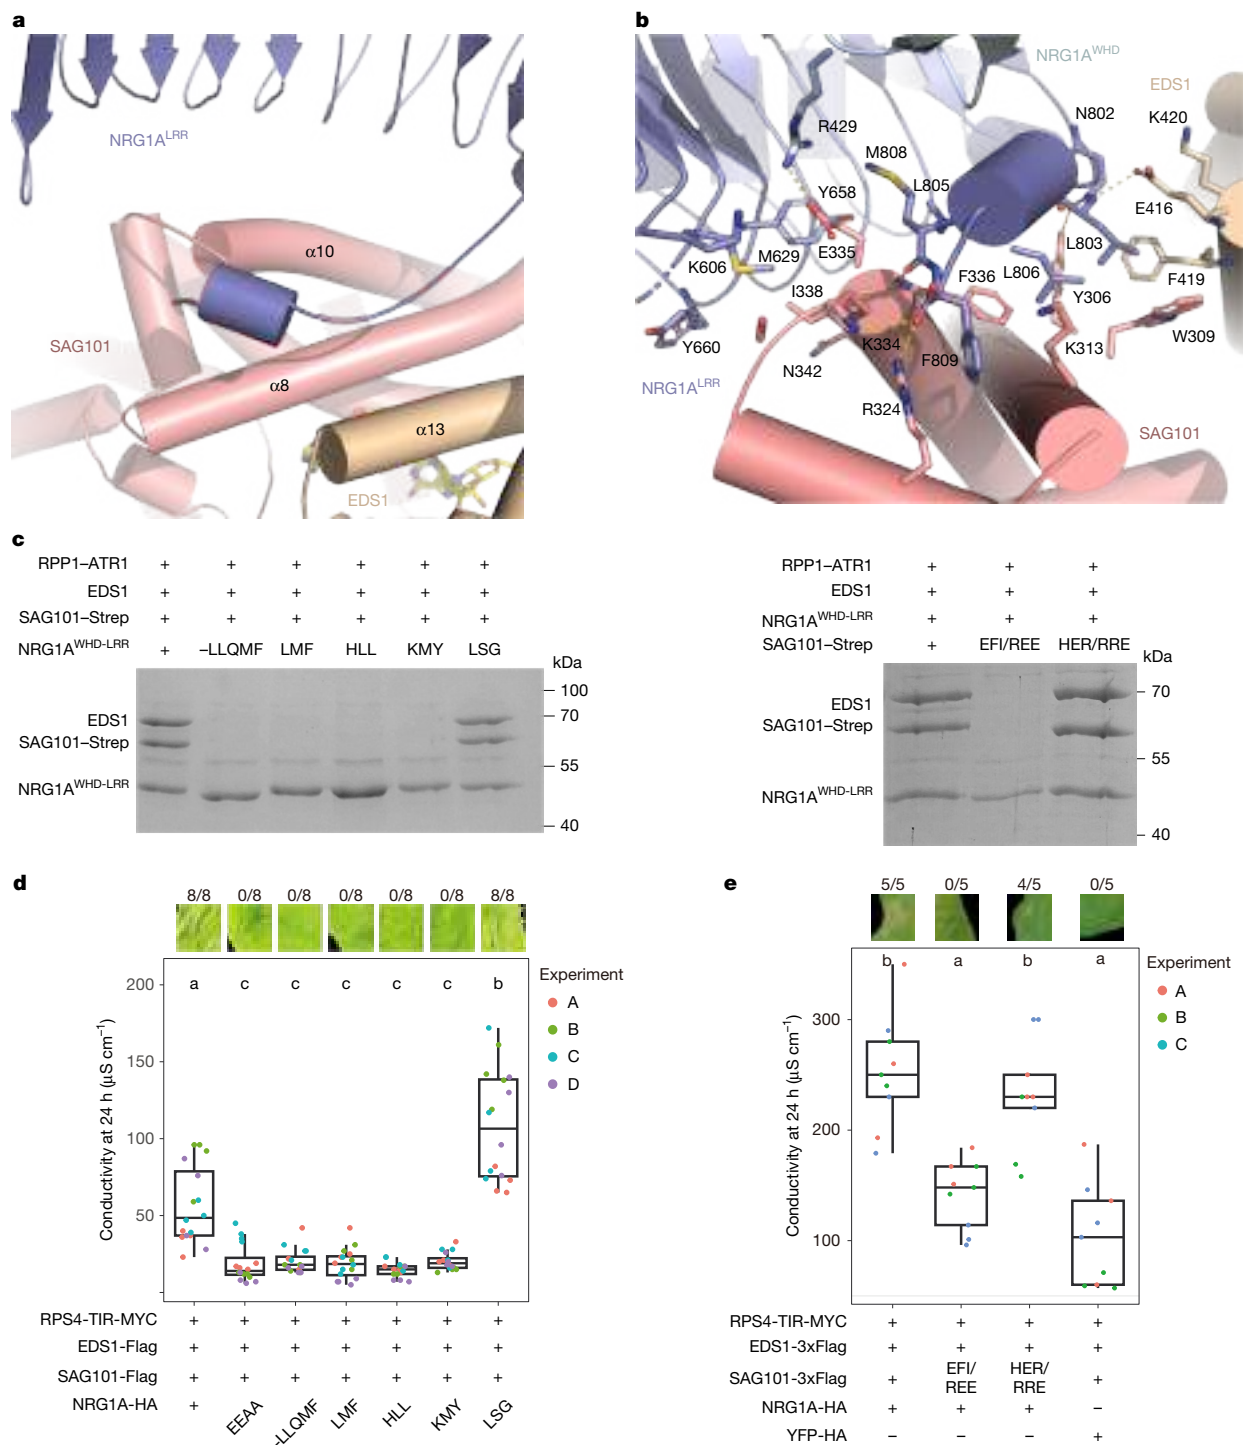 a
NRG1A^LRR
α10
SAG101
α8
α13
EDS1
b
NRG1A^WHD
EDS1
N802
K420
R429
M808
L805
Y658
E416
L803
K606
M629
E335
F336
L806
F419
I338
Y306
Y660
K334
F809
K313
W309
N342
NRG1A^LRR
R324
SAG101
c
RPP1–ATR1 + + + + + +
EDS1 + + + + + +
SAG101–Strep + + + + + +
NRG1A^WHD-LRR + –LLQMF LMF HLL KMY LSG
kDa
100
EDS1 70
SAG101–Strep
55
NRG1A^WHD-LRR
40
RPP1–ATR1 + + +
EDS1 + + +
NRG1A^WHD-LRR + + +
SAG101–Strep + EFI/REE HER/RRE
kDa
70
EDS1
SAG101–Strep
55
NRG1A^WHD-LRR
40
d
8/8 0/8 0/8 0/8 0/8 0/8 8/8
a c c c c c b
Conductivity at 24 h (µS cm⁻¹)
200
150
100
50
Experiment
A
B
C
D
RPS4-TIR-MYC + + + + + + +
EDS1-Flag + + + + + + +
SAG101-Flag + + + + + + +
NRG1A-HA + EEAA -LLQMF LMF HLL KMY LSG
e
5/5 0/5 4/5 0/5
b a b a
Conductivity at 24 h (µS cm⁻¹)
300
200
100
Experiment
A
B
C
RPS4-TIR-MYC + + + +
EDS1-3xFlag + + + +
SAG101-3xFlag + EFI/REE HER/RRE +
NRG1A-HA + + + –
YFP-HA – – – +